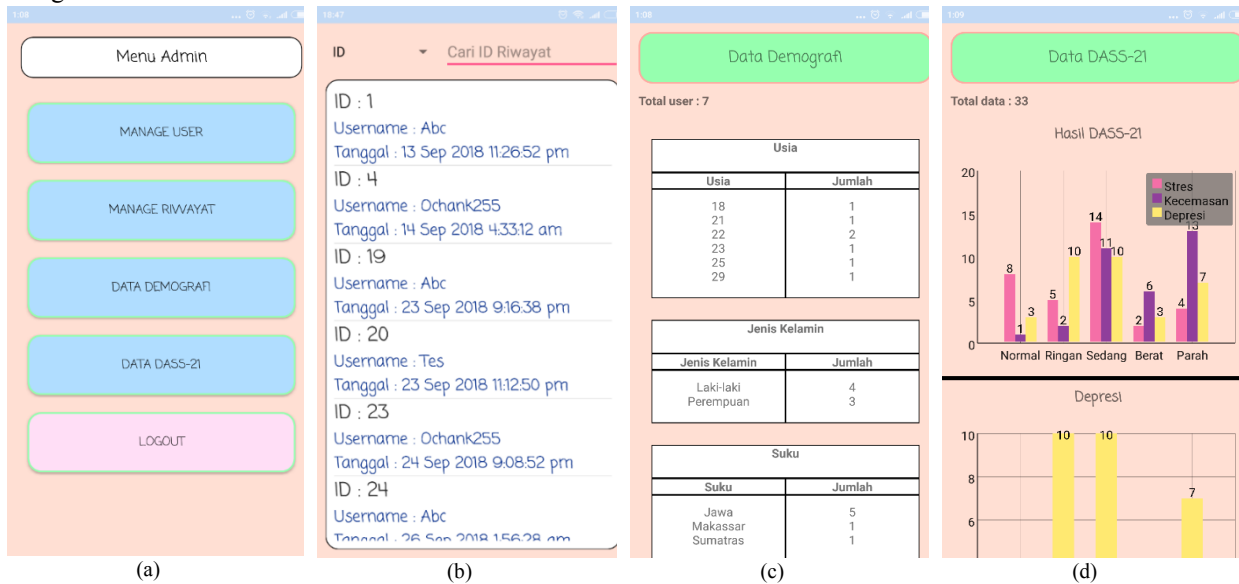 1:08
Menu Admin
MANAGE USER
MANAGE RIWAYAT
DATA DEMOGRAFI
DATA DASS-21
LOGOUT
(a)
18:47
ID Cari ID Riwayat
ID : 1
Username : Abc
Tanggal : 13 Sep 2018 11:26:52 pm
ID : 4
Username : Ochank255
Tanggal : 14 Sep 2018 4:33:12 am
ID : 19
Username : Abc
Tanggal : 23 Sep 2018 9:16:38 pm
ID : 20
Username : Tes
Tanggal : 23 Sep 2018 11:12:50 pm
ID : 23
Username : Ochank255
Tanggal : 24 Sep 2018 9:08:52 pm
ID : 24
Username : Abc
Tanggal : 26 Sep 2018 1:56:28 am
(b)
1:08
Data Demografi
Total user : 7
Usia
Usia Jumlah
18 1
21 1
22 2
23 1
25 1
29 1
Jenis Kelamin
Jenis Kelamin Jumlah
Laki-laki 4
Perempuan 3
Suku
Suku Jumlah
Jawa 5
Makassar 1
Sumatras 1
(c)
1:09
Data DASS-21
Total data : 33
Hasil DASS-21
20
15
10
5
0
Stres
Kecemasan
Depresi
8 1 3
5 2 10
14 11 10
2 6 3
4 13 7
Normal Ringan Sedang Berat Parah
Depresi
10
8
6
10 10 7
(d)